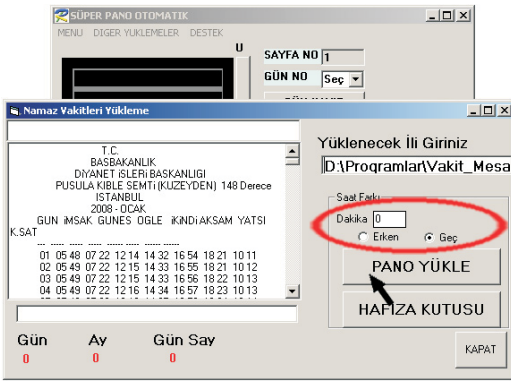 SÜPER PANO OTOMATIK
MENU DIGER YUKLEMELER DESTEK
U
SAYFA NO 1
GÜN NO Seç
Namaz Vakitleri Yükleme
T.C.
BASBAKANLIK
DiYANET iSLERi BASKANLIGI
PUSULA KIBLE SEMTi (KUZEYDEN) 148 Derece
ISTANBUL
2008 - OCAK
GUN iMSAK GUNES OGLE iKiNDi AKSAM YATSI
K.SAT
--- ----- ----- ----- ------ ------ ------
01 05 48 07 22 12 14 14 32 16 54 18 21 10 11
02 05 49 07 22 12 15 14 33 16 55 18 21 10 12
03 05 49 07 22 12 15 14 33 16 56 18 22 10 13
04 05 49 07 22 12 16 14 34 16 57 18 23 10 13
Yüklenecek İli Giriniz
D:\Programlar\Vakit_Mesa
Saat Farkı
Dakika 0
Erken Geç
PANO YÜKLE
HAFIZA KUTUSU
KAPAT
Gün Ay Gün Say
0 0 0